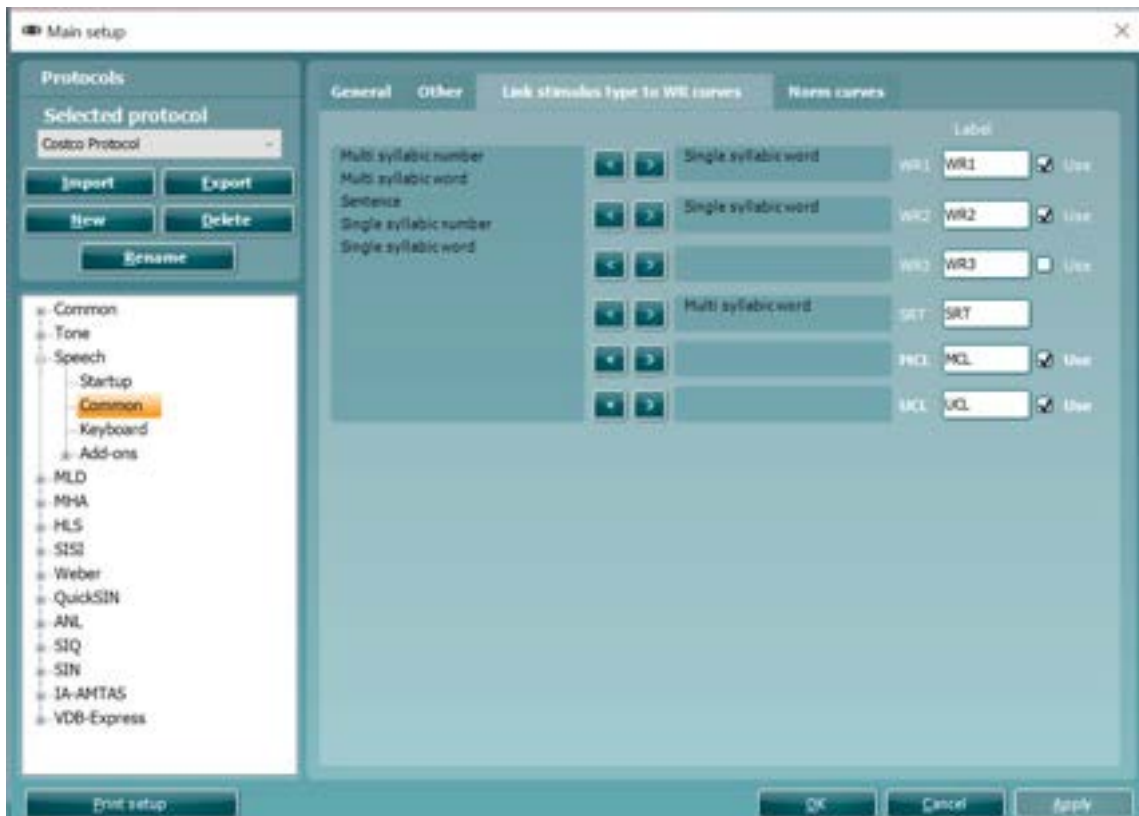 Main setup
Protocols
Selected protocol
Costco Protocol
Import Export
New Delete
Rename
Common
Tone
Speech
Startup
Common
Keyboard
Add-ons
MLD
MHA
HLS
SISI
Weber
QuickSIN
ANL
SIQ
SIN
IA-AMTAS
VDB-Express
Print setup
General Other Link stimulus type to WR curves Norm curves
Label
Multi syllabic number
Multi syllabic word
Sentence
Single syllabic number
Single syllabic word
< > Single syllabic word WR1 WR1 Use
< > Single syllabic word WR2 WR2 Use
< > WR3 WR3 Use
< > Multi syllabic word SRT SRT
< > MCL MCL Use
< > UCL UCL Use
OK Cancel Apply